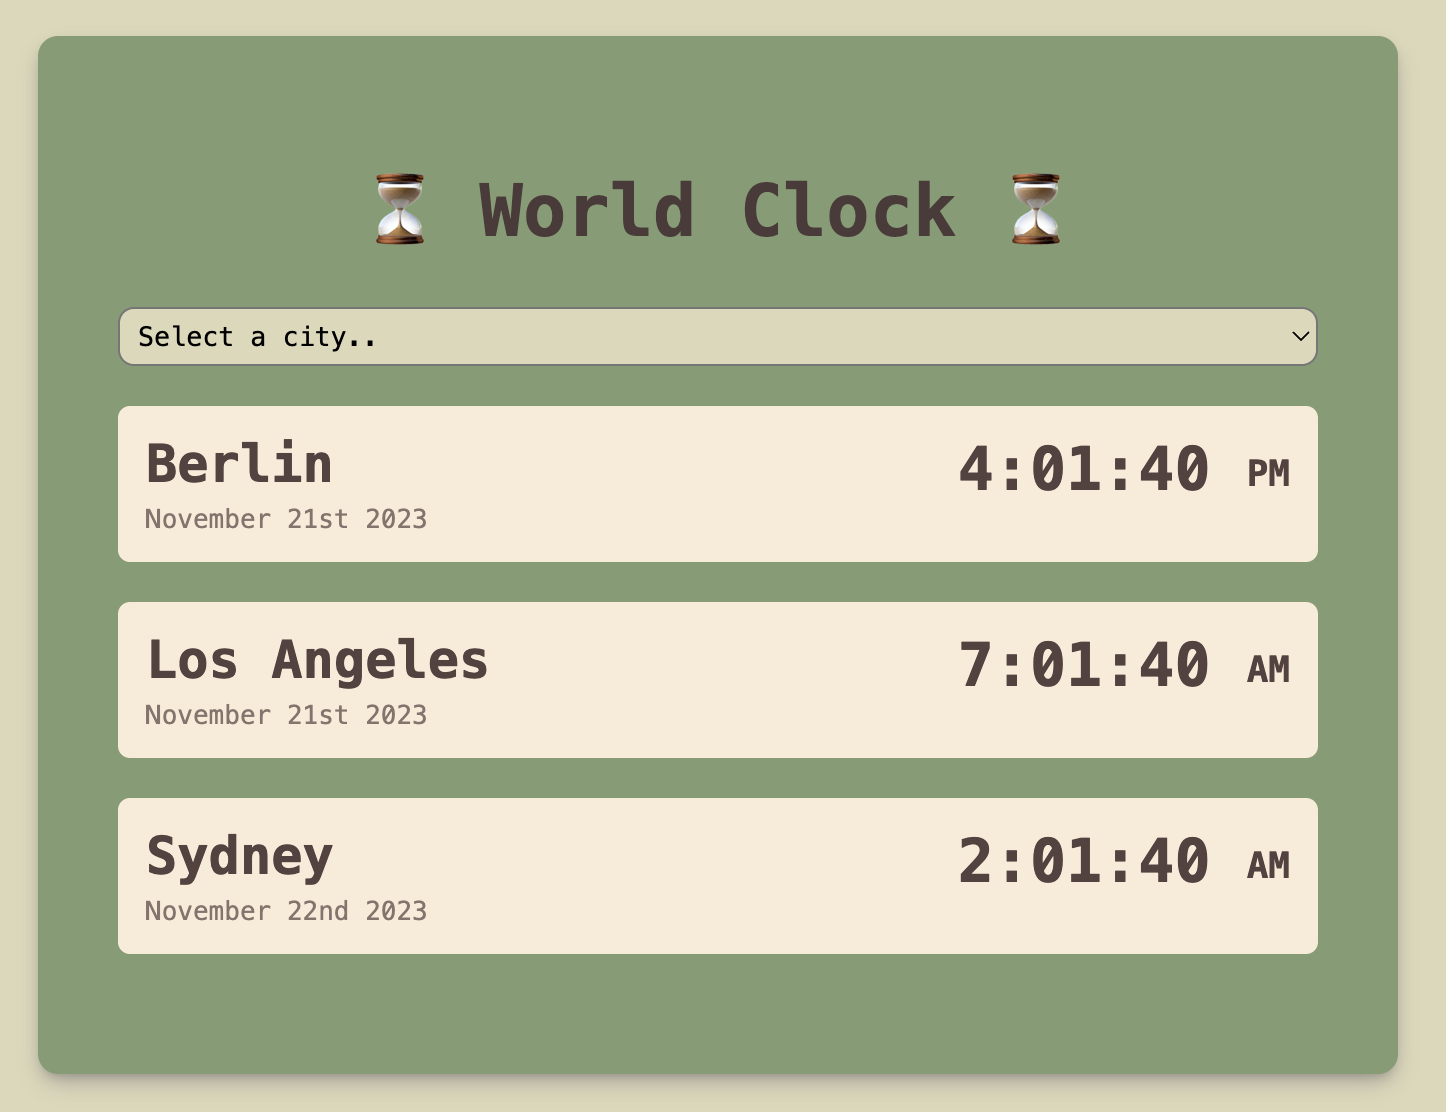 ⏳ World Clock ⏳
Select a city..
Berlin 4:01:40 PM
November 21st 2023
Los Angeles 7:01:40 AM
November 21st 2023
Sydney 2:01:40 AM
November 22nd 2023